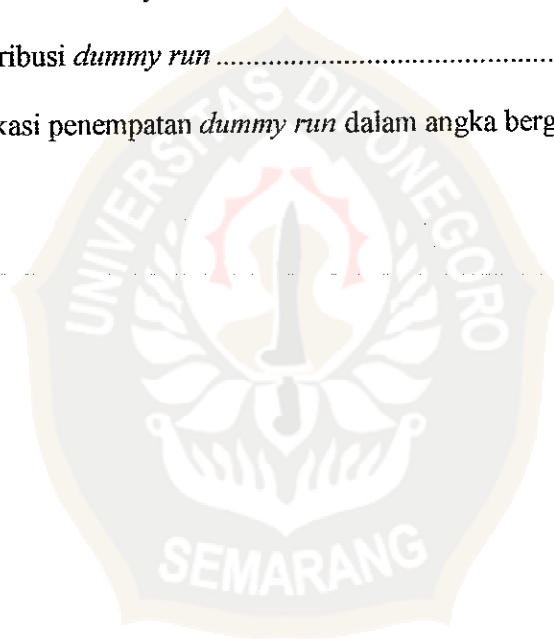 ribusi dummy run ................................................
kasi penempatan dummy run dalam angka berg
UNIVERSITAS DIPONEGORO
SEMARANG